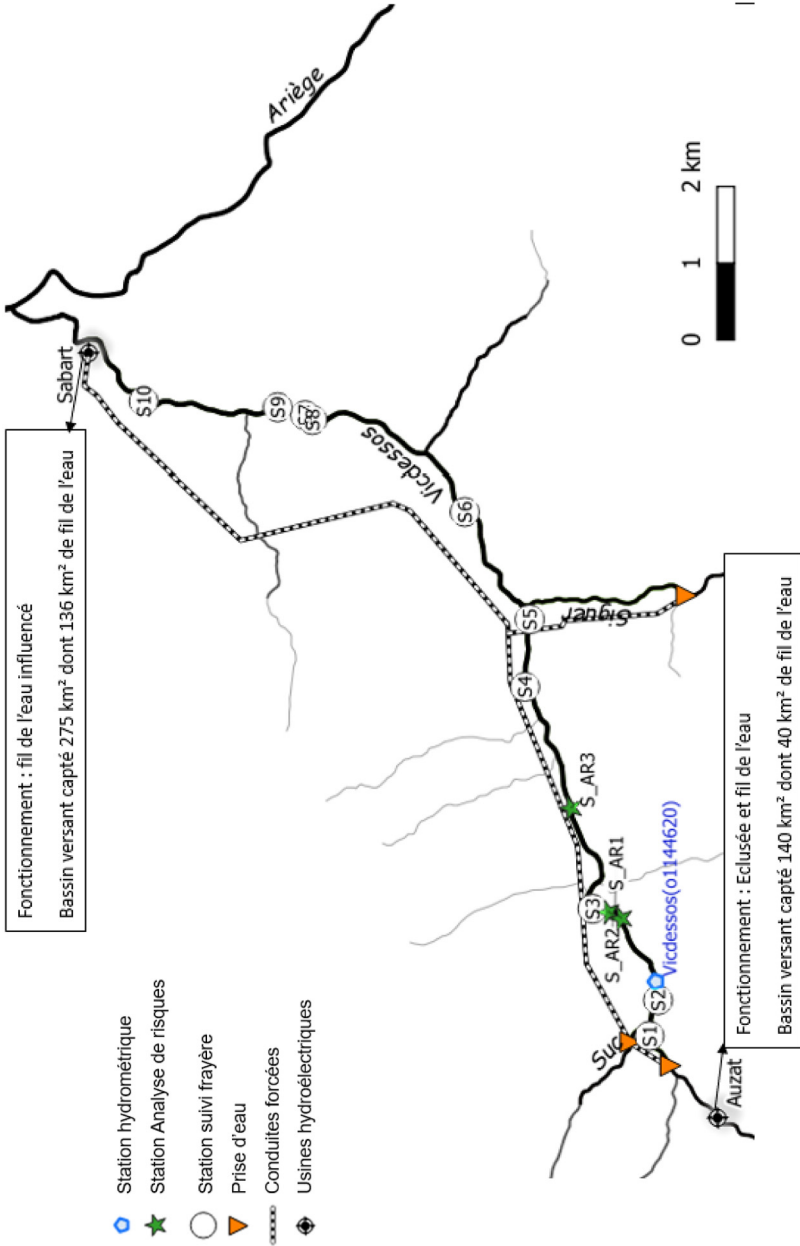 Fonctionnement : fil de l'eau influencé
Bassin versant capté 275 km² dont 136 km² de fil de l'eau
Sabart
Ariège
S10
S9
S7
S8
Vicdessos
S6
S5
Siguer
S4
S_AR3
S_AR1
S3
S_AR2
Vicdessos(o1144620)
S2
S1
Suc
Auzat
0 1 2 km
Station hydrométrique
Station Analyse de risques
Station suivi frayère
Prise d'eau
Conduites forcées
Usines hydroélectriques
Fonctionnement : Eclusée et fil de l'eau
Bassin versant capté 140 km² dont 40 km² de fil de l'eau